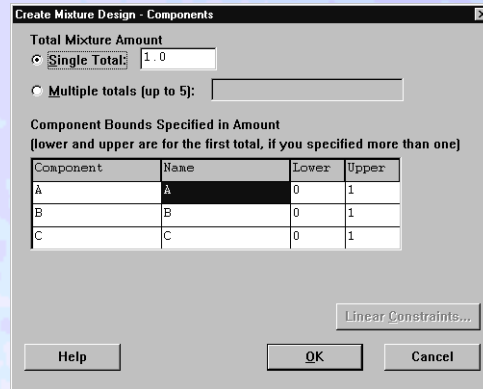 Create Mixture Design - Components
Total Mixture Amount
Single Total: 1.0
Multiple totals (up to 5):
Component Bounds Specified in Amount
(lower and upper are for the first total, if you specified more than one)
Component Name Lower Upper
A A 0 1
B B 0 1
C C 0 1
Linear Constraints...
Help OK Cancel